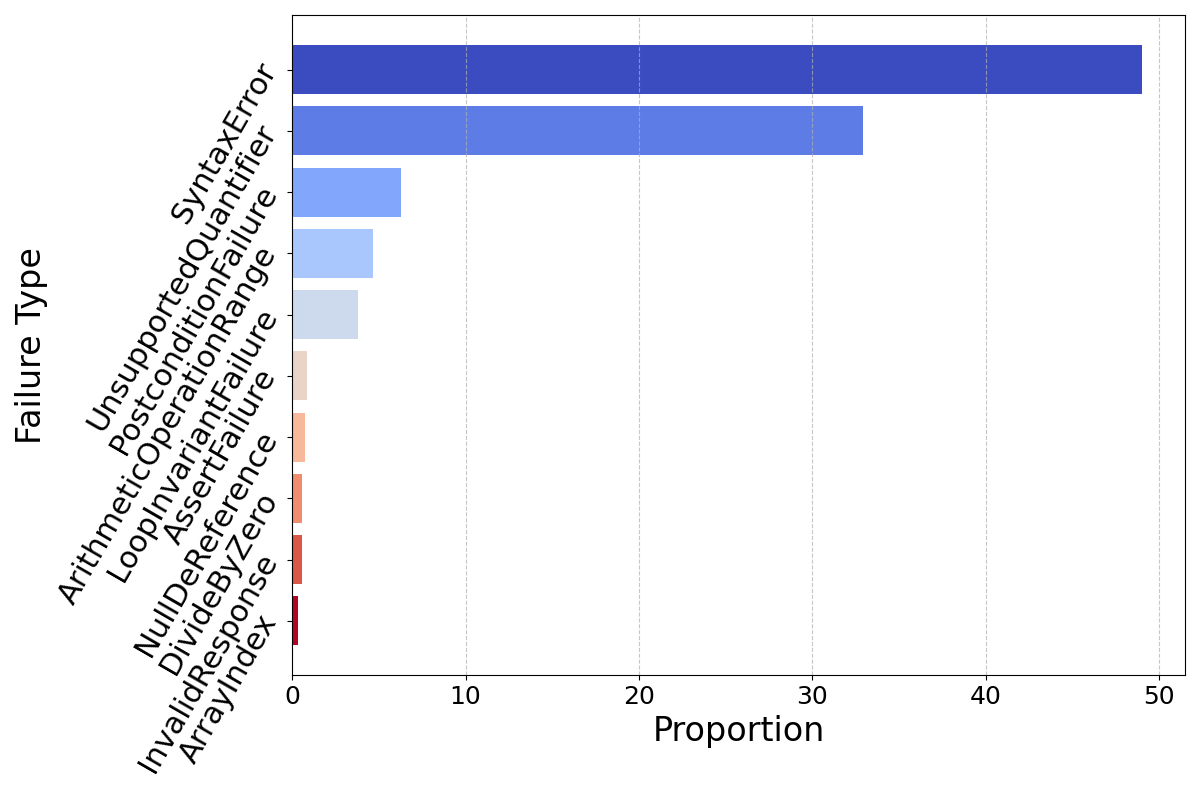 Failure Type
SyntaxError
UnsupportedQuantifier
PostconditionFailure
ArithmeticOperationRange
LoopInvariantFailure
AssertFailure
NullDeReference
DivideByZero
InvalidResponse
ArrayIndex
0 10 20 30 40 50
Proportion